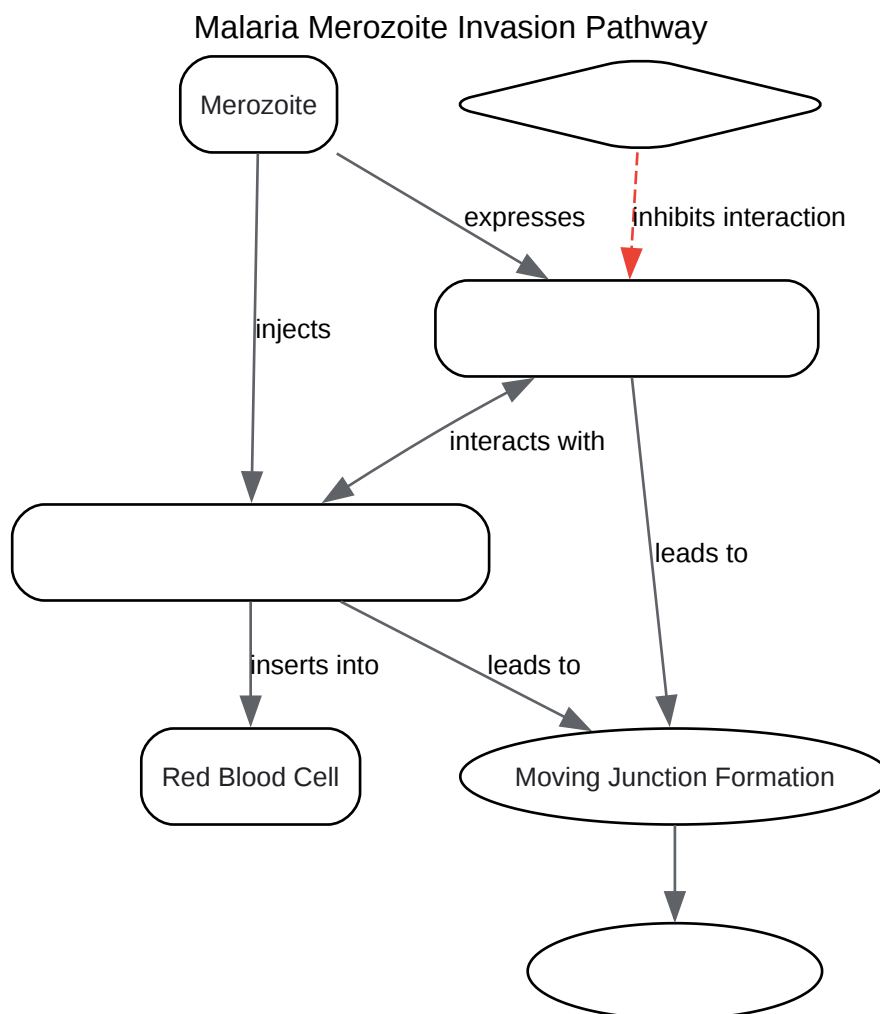 Malaria Merozoite Invasion Pathway
Merozoite
expresses
inhibits interaction
injects
interacts with
leads to
inserts into
leads to
Red Blood Cell
Moving Junction Formation